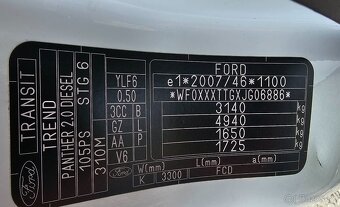 FORD
e1*2007/46*1100
*WF0XXXTTGXJG06886*
3140 kg
4940 kg
1650 kg
1725 kg
TRANSIT
TREND
PANTHER 2.0 DIESEL
105PS STG 6
310M
YLF6
0.50
3CC B
GZ L
AA P
V6
Ford
Ford
W(mm) L(mm) a(mm)
K 3300 FCD